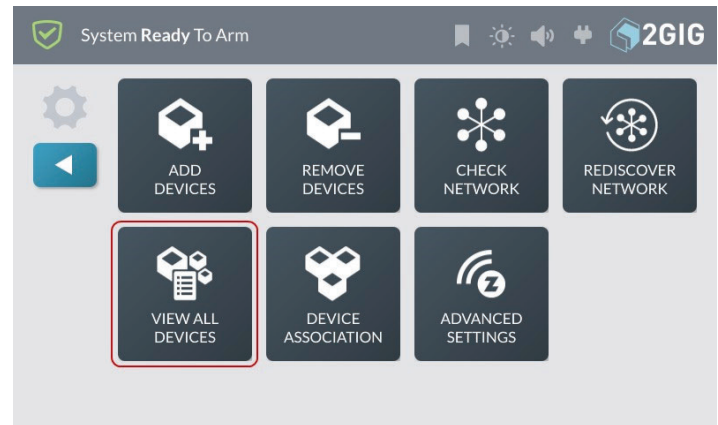 System Ready To Arm
2GIG
ADD
DEVICES
REMOVE
DEVICES
CHECK
NETWORK
REDISCOVER
NETWORK
VIEW ALL
DEVICES
DEVICE
ASSOCIATION
ADVANCED
SETTINGS